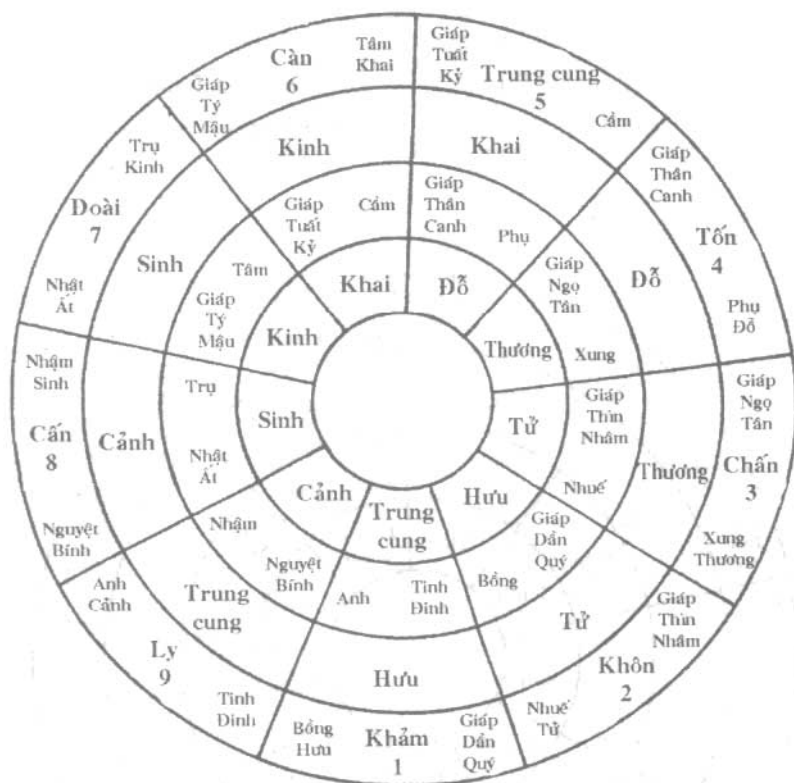 Càn
6
Tâm
Khai
Giáp
Tý
Mậu
Giáp
Tuất
Kỷ
Trung cung
5
Cầm
Giáp
Thân
Canh
Tốn
4
Phụ
Đỗ
Giáp
Ngọ
Tân
Chấn
3
Xung
Thương
Giáp
Thìn
Nhâm
Khôn
2
Nhuế
Tử
Giáp
Dần
Quý
Khảm
1
Bồng
Hưu
Tinh
Đinh
Ly
9
Anh
Cảnh
Nguyệt
Bính
Cấn
8
Nhậm
Sinh
Nhật
Ất
Đoài
7
Trụ
Kinh
Kinh
Khai
Đỗ
Thương
Tử
Hưu
Trung
cung
Cảnh
Sinh
Giáp
Tuất
Kỷ
Cầm
Giáp
Thân
Canh
Phụ
Giáp
Ngọ
Tân
Xung
Giáp
Thìn
Nhâm
Nhuế
Giáp
Dần
Quý
Bồng
Tinh
Đinh
Anh
Nguyệt
Bính
Nhậm
Nhật
Ất
Trụ
Giáp
Tý
Mậu
Tâm
Khai
Đỗ
Thương
Tử
Hưu
Trung
cung
Cảnh
Sinh
Kinh